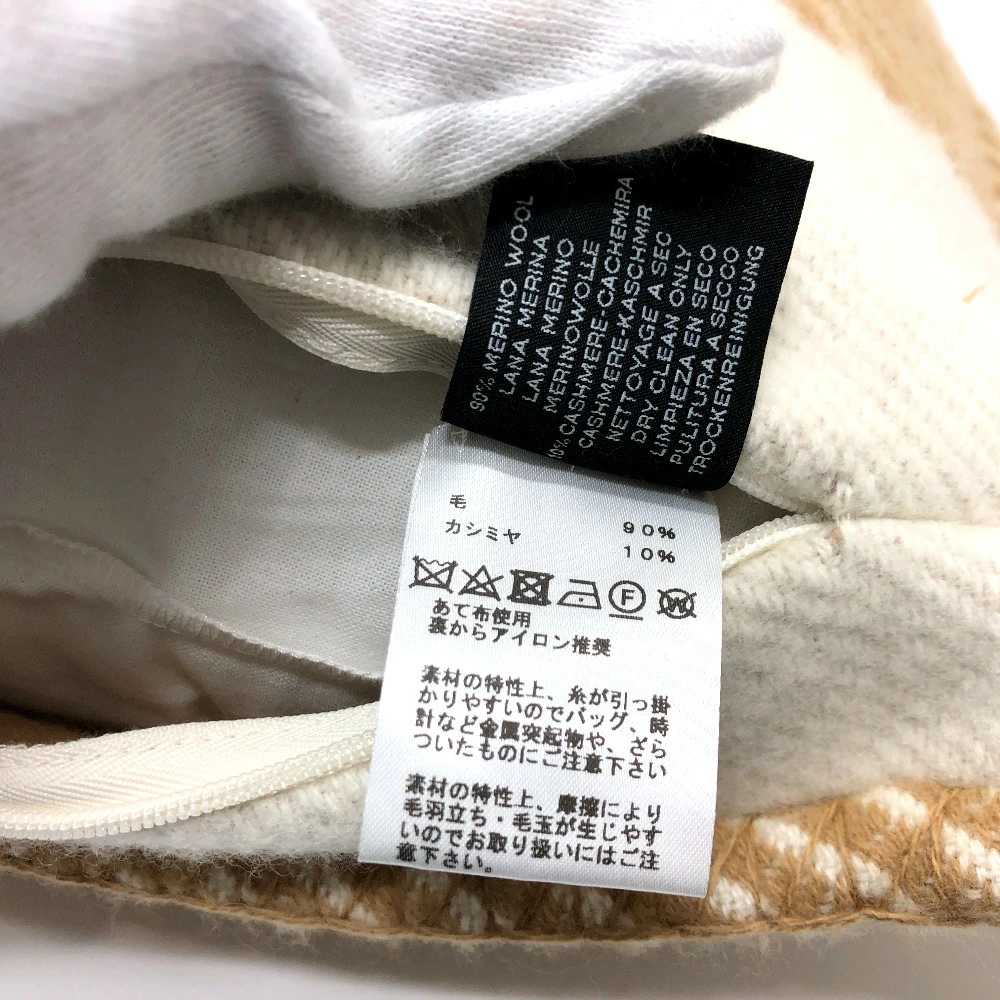 90% MERINO WOOL
LANA MERINA
LANA MERINO
MERINOWOLLE
10% CASHMERE-CACHEMIRA
CASHMERE-KASCHMIR
NETTOYAGE A SEC
DRY CLEAN ONLY
LIMPIEZA EN SECO
PULITURA A SECCO
TROCKENREINIGUNG
毛 90%
カシミヤ 10%
F W
あて布使用
裏からアイロン推奨
素材の特性上、糸が引っ掛
かりやすいのでバッグ、時
計など金属突起物や、ざら
ついたものにご注意下さい
素材の特性上、摩擦により
毛羽立ち・毛玉が生じやす
いのでお取り扱いにはご注
意下さい。